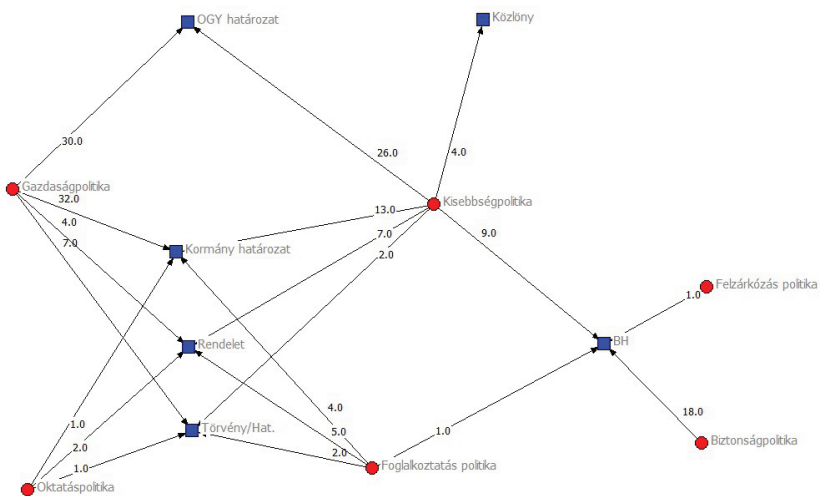 OGY határozat
Közlöny
30.0
26.0
4.0
Gazdaságpolitika
32.0
Kisebbségpolitika
13.0
4.0
7.0
9.0
7.0
Kormány határozat
2.0
Felzárkózás politika
1.0
Rendelet
BH
4.0
18.0
1.0
Törvény/Hat.
5.0
1.0
Biztonságpolitika
2.0
2.0
1.0
Foglalkoztatás politika
Oktatáspolitika